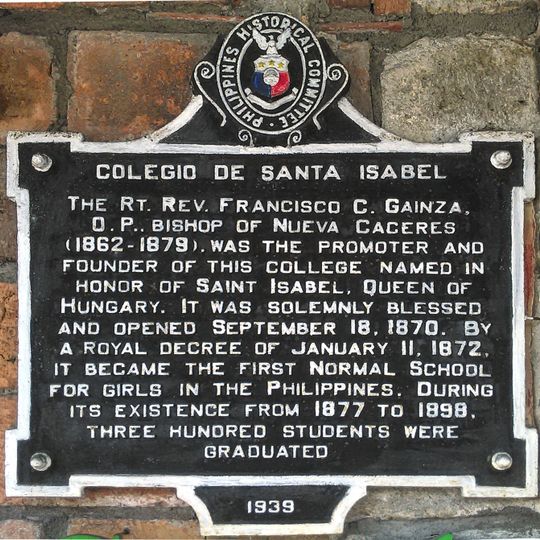 PHILIPPINES HISTORICAL COMMITTEE
COLEGIO DE SANTA ISABEL
THE RT. REV. FRANCISCO C. GAINZA,
O.P., BISHOP OF NUEVA CACERES
(1862-1879), WAS THE PROMOTER AND
FOUNDER OF THIS COLLEGE NAMED IN
HONOR OF SAINT ISABEL, QUEEN OF
HUNGARY. IT WAS SOLEMNLY BLESSED
AND OPENED SEPTEMBER 18, 1870. BY
A ROYAL DECREE OF JANUARY 11, 1872,
IT BECAME THE FIRST NORMAL SCHOOL
FOR GIRLS IN THE PHILIPPINES. DURING
ITS EXISTENCE FROM 1877 TO 1898,
THREE HUNDRED STUDENTS WERE
GRADUATED
1939